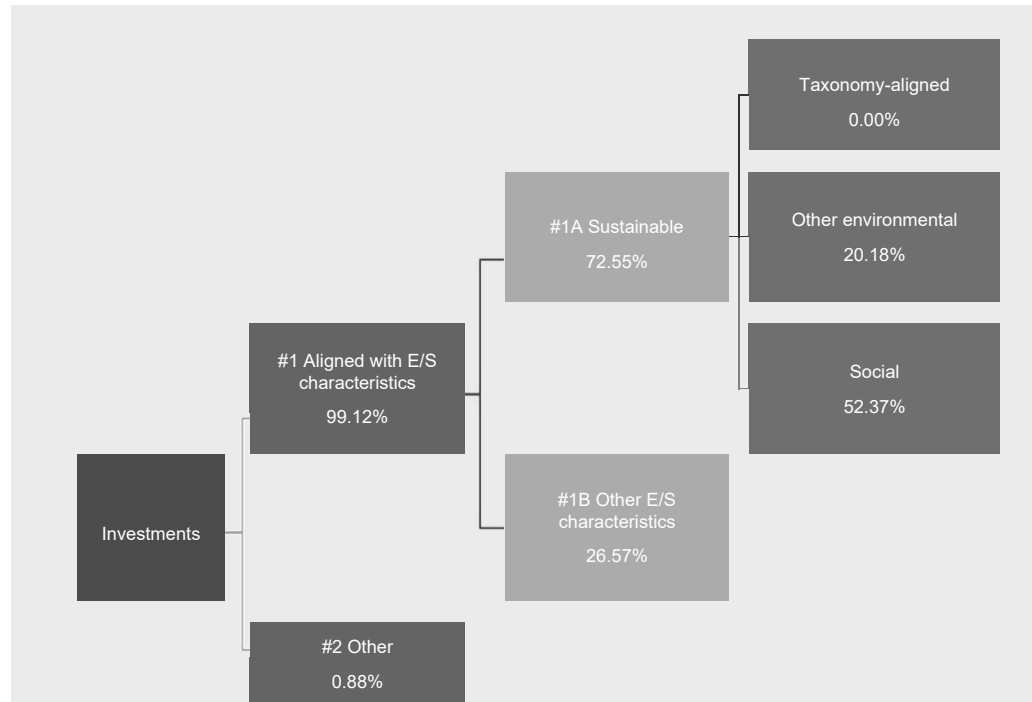 Taxonomy-aligned
0.00%
#1A Sustainable
72.55%
Other environmental
20.18%
#1 Aligned with E/S
characteristics
99.12%
Social
52.37%
Investments
#1B Other E/S
characteristics
26.57%
#2 Other
0.88%